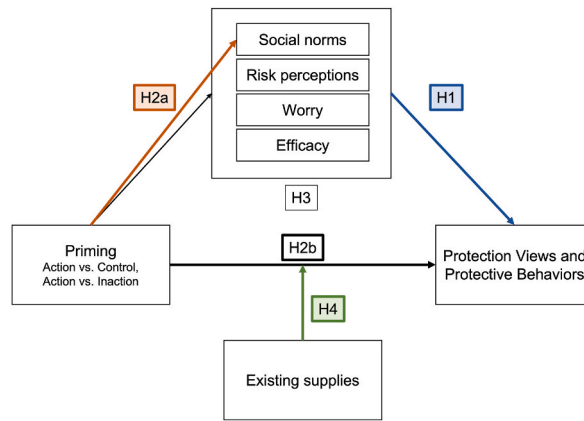 Social norms
Risk perceptions
Worry
Efficacy
H2a
H1
H3
Priming
Action vs. Control,
Action vs. Inaction
H2b
Protection Views and
Protective Behaviors
H4
Existing supplies